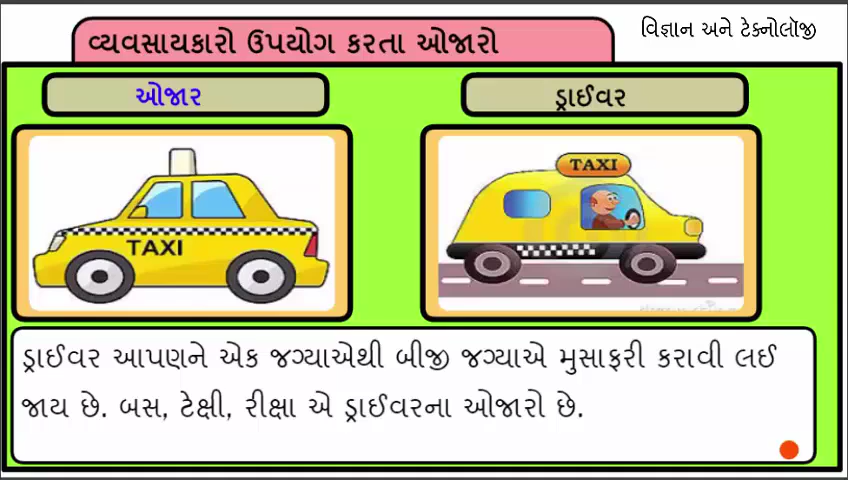 વિજ્ઞાન અને ટેક્નોલૉજી
વ્યવસાયકારો ઉપયોગ કરતા ઓજારો
ઓજાર
ડ્રાઈવર
TAXI
TAXI
ડ્રાઈવર આપણને એક જગ્યાએથી બીજી જગ્યાએ મુસાફરી કરાવી લઈ
જાય છે. બસ, ટેક્ષી, રીક્ષા એ ડ્રાઈવરના ઓજારો છે.